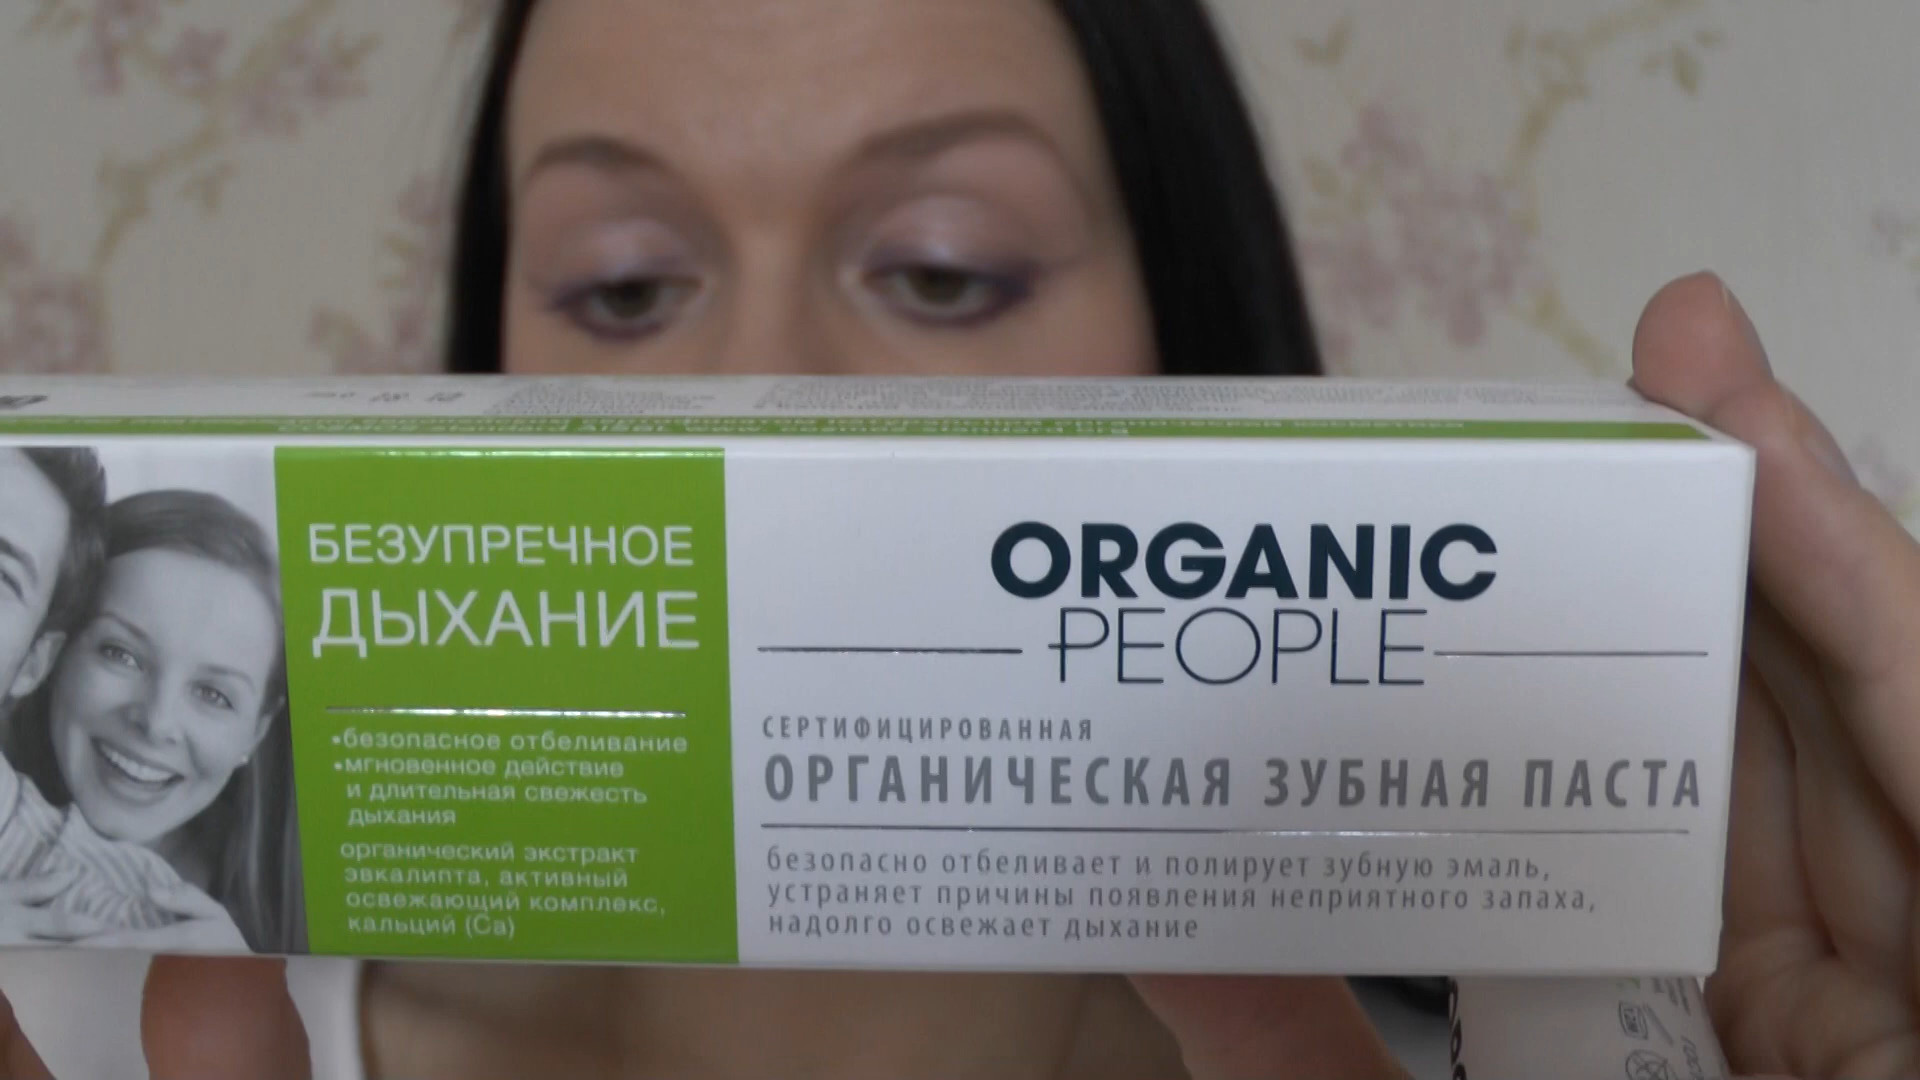 БЕЗУПРЕЧНОЕ
ДЫХАНИЕ
•безопасное отбеливание
•мгновенное действие
и длительная свежесть
дыхания
органический экстракт
эвкалипта, активный
освежающий комплекс,
кальций (Ca)
ORGANIC
PEOPLE
СЕРТИФИЦИРОВАННАЯ
ОРГАНИЧЕСКАЯ ЗУБНАЯ ПАСТА
безопасно отбеливает и полирует зубную эмаль,
устраняет причины появления неприятного запаха,
надолго освежает дыхание